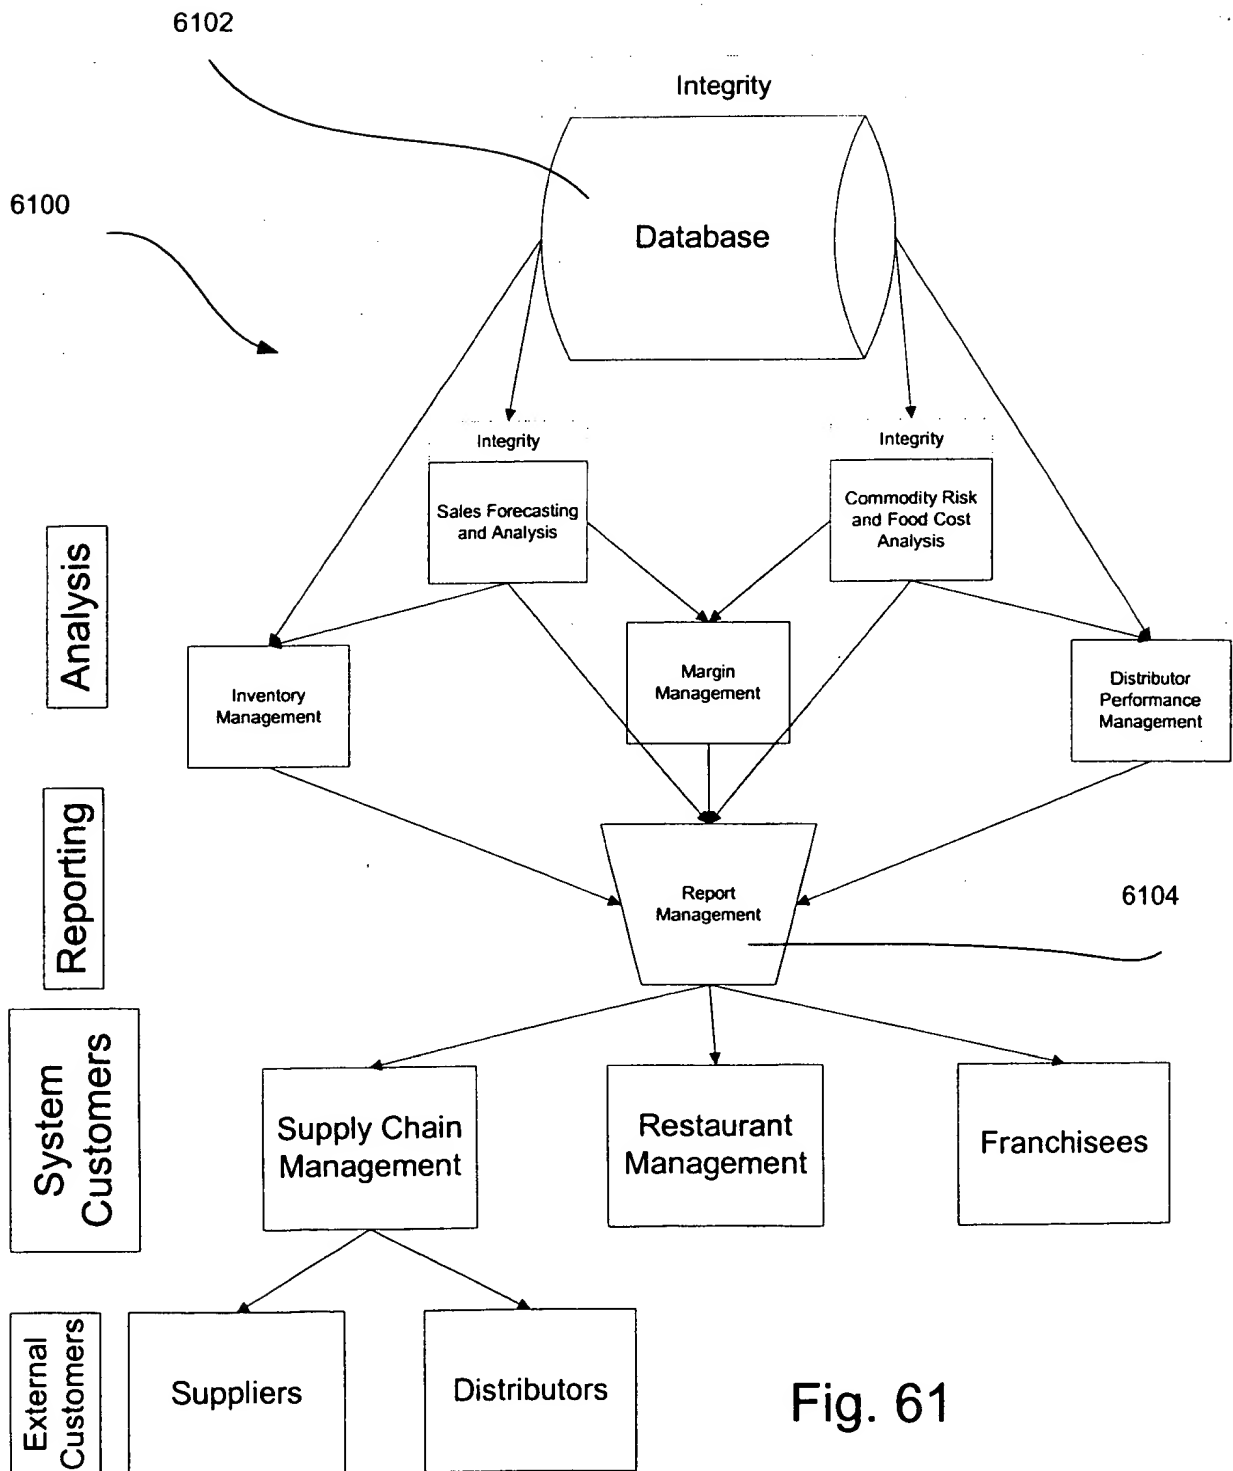 6102
Integrity
6100
Database
Integrity
Integrity
Sales Forecasting
and Analysis
Commodity Risk
and Food Cost
Analysis
Analysis
Inventory
Management
Margin
Management
Distributor
Performance
Management
Reporting
Report
Management
6104
System
Customers
Supply Chain
Management
Restaurant
Management
Franchisees
External
Customers
Suppliers
Distributors
Fig. 61